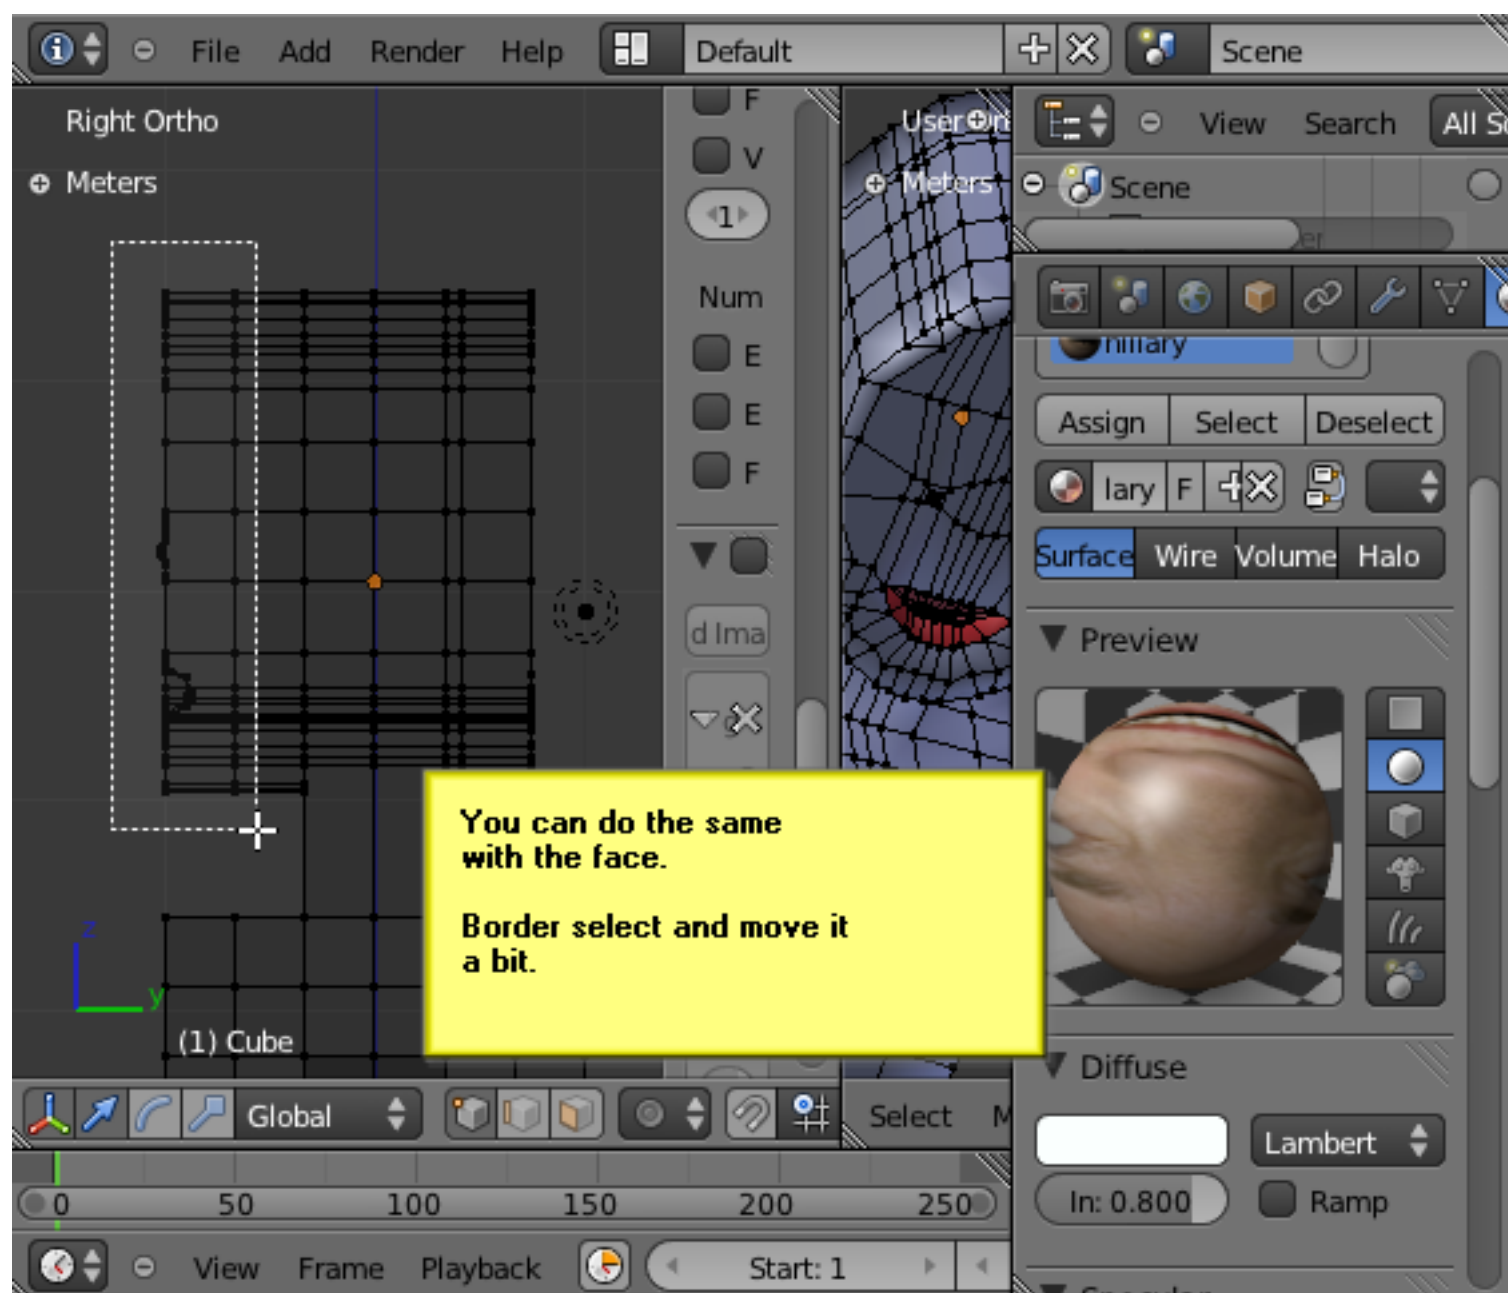 File Add Render Help Default Scene
Right Ortho
Meters
F
V
1
Num
E
E
F
d Ima
User
Meters
View Search All
Scene
Assign Select Deselect
lary F
Surface Wire Volume Halo
Preview
You can do the same
with the face.
Border select and move it
a bit.
z
y
(1) Cube
Diffuse
Global
Select M
Lambert
In: 0.800 Ramp
0 50 100 150 200 250
View Frame Playback Start: 1